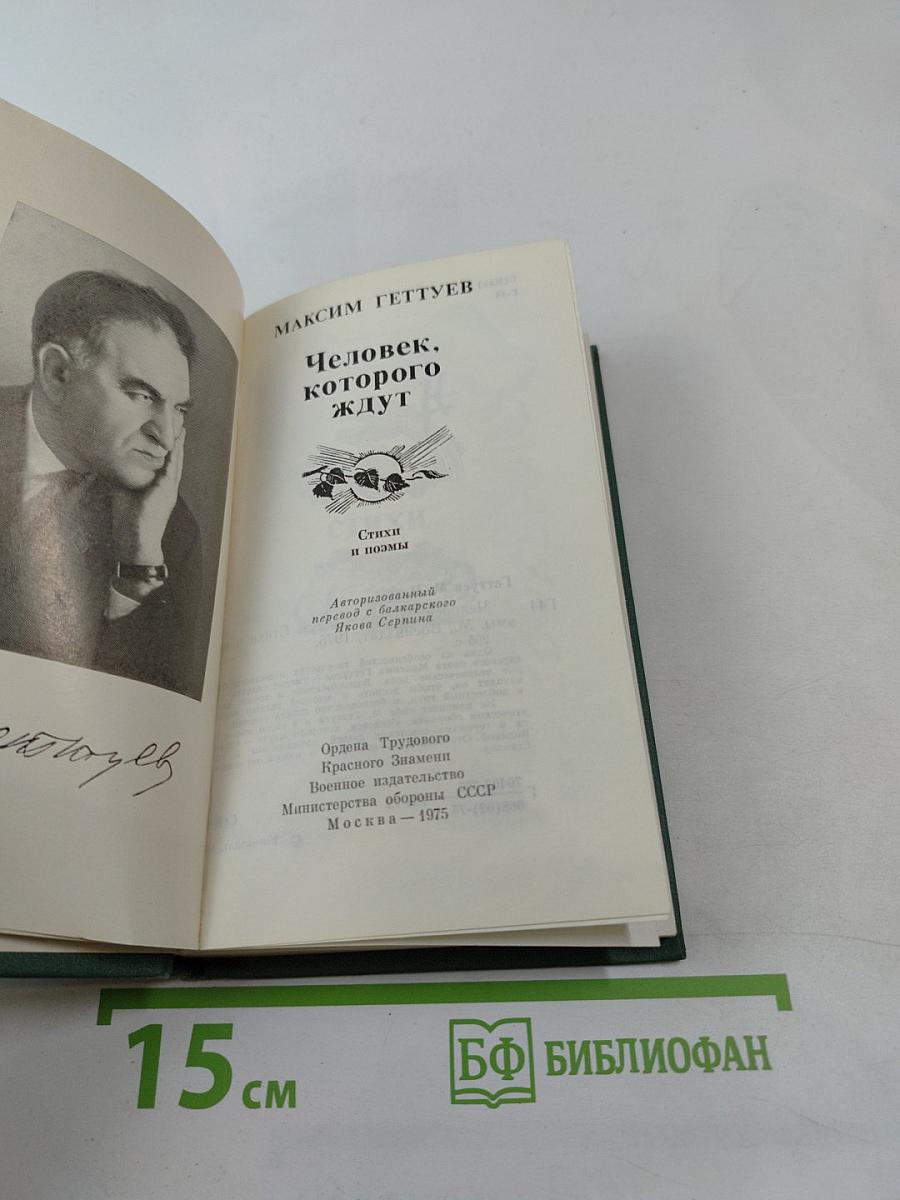 МАКСИМ ГЕТТУЕВ
Человек,
которого
ждут
Стихи
и поэмы
Авторизованный
перевод с балкарского
Якова Серпина
Ордена Трудового
Красного Знамени
Военное издательство
Министерства обороны СССР
Москва — 1975
15 см
БФ БИБЛИОФАН